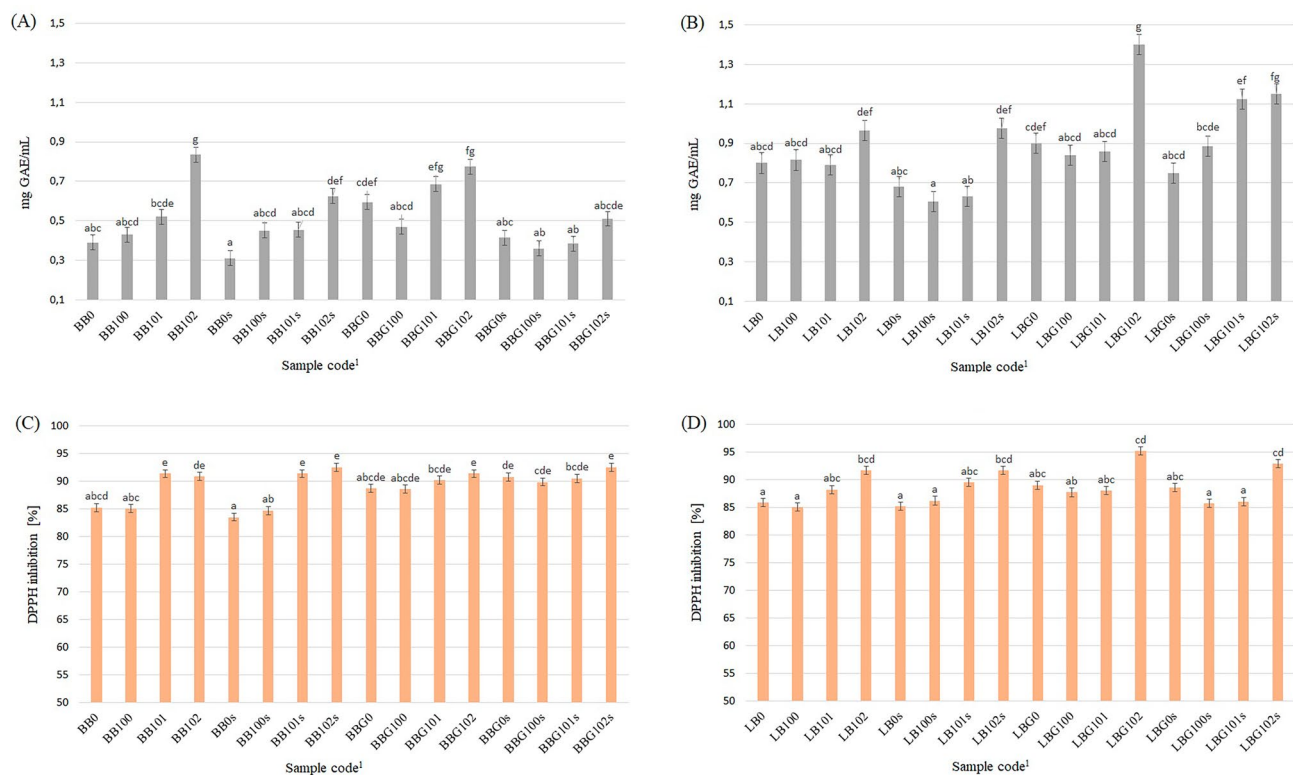 (A)
1,5
1,3
1,1
0,9
0,7
0,5
0,3
0,1
mg GAE/mL
abc abcd bcde g a abcd abcd def cdef abcd efg fg abc ab ab abcde
BB0 BB100 BB101 BB102 BB0s BB100s BB101s BB102s BBG0 BBG100 BBG101 BBG102 BBG0s BBG100s BBG101s BBG102s
Sample code¹
(B)
1,5
1,3
1,1
0,9
0,7
0,5
0,3
0,1
mg GAE/mL
abcd abcd abcd def abc a ab def cdef abcd abcd g abcd bcde ef fg
LB0 LB100 LB101 LB102 LB0s LB100s LB101s LB102s LBG0 LBG100 LBG101 LBG102 LBG0s LBG100s LBG101s LBG102s
Sample code¹
(C)
100
95
90
85
80
75
70
65
60
55
50
DPPH inhibition [%]
abcd abc e de a ab e e abcde abcde bcde e de cde bcde e
BB0 BB100 BB101 BB102 BB0s BB100s BB101s BB102s BBG0 BBG100 BBG101 BBG102 BBG0s BBG100s BBG101s BBG102s
Sample code¹
(D)
100
95
90
85
80
75
70
65
60
55
50
DPPH inhibition [%]
a a abc bcd a a abc bcd abc ab abc cd abc a a cd
LB0 LB100 LB101 LB102 LB0s LB100s LB101s LB102s LBG0 LBG100 LBG101 LBG102 LBG0s LBG100s LBG101s LBG102s
Sample code¹